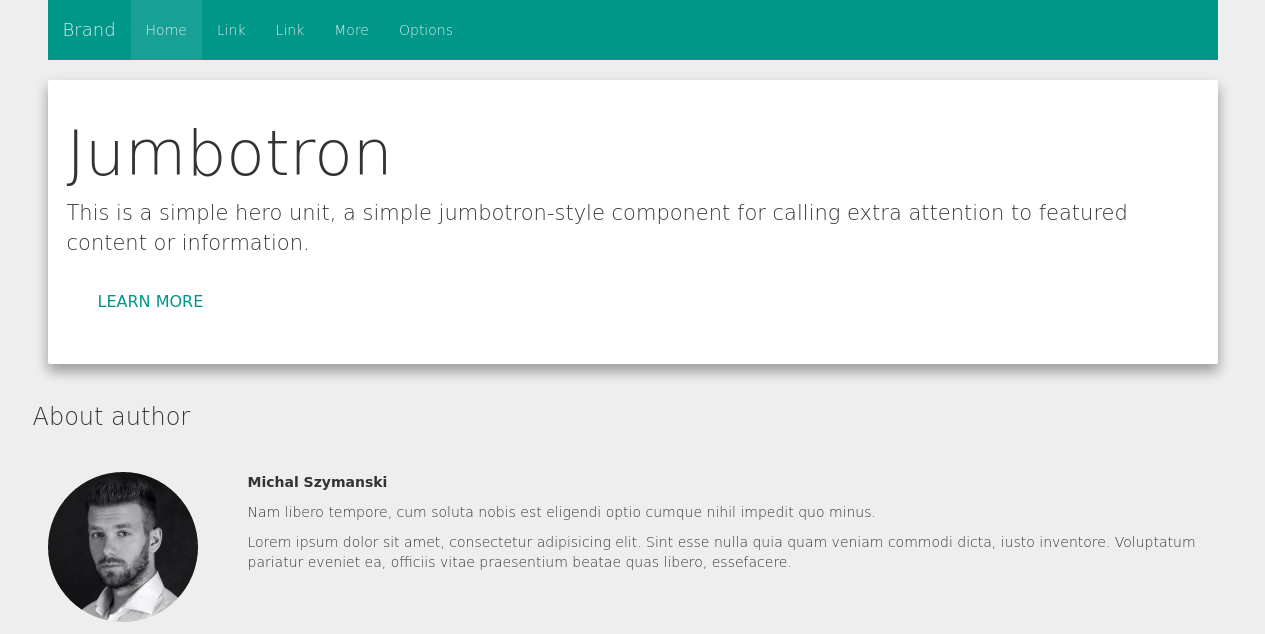 Brand Home Link Link More Options
Jumbotron
This is a simple hero unit, a simple jumbotron-style component for calling extra attention to featured
content or information.
LEARN MORE
About author
Michal Szymanski
Nam libero tempore, cum soluta nobis est eligendi optio cumque nihil impedit quo minus.
Lorem ipsum dolor sit amet, consectetur adipisicing elit. Sint esse nulla quia quam veniam commodi dicta, iusto inventore. Voluptatum
pariatur eveniet ea, officiis vitae praesentium beatae quas libero, essefacere.